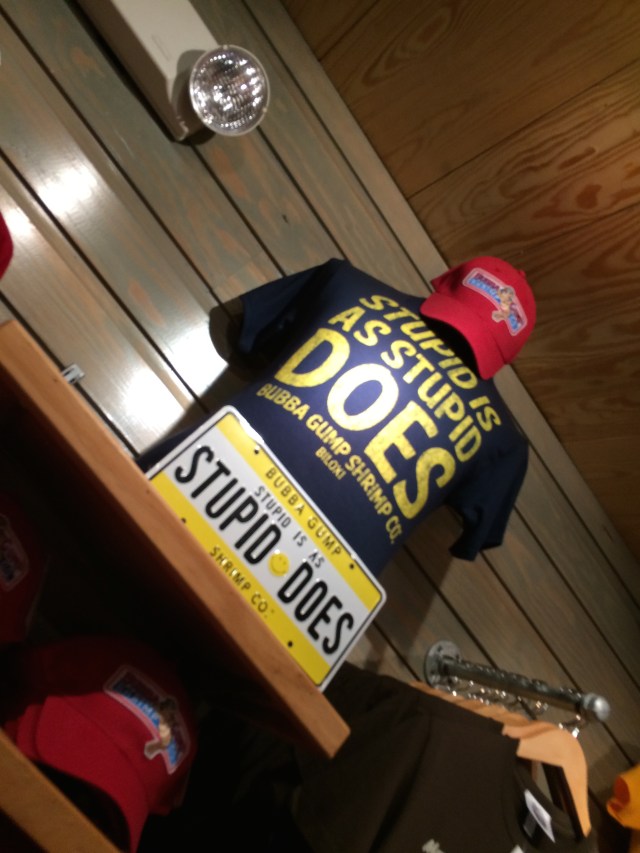 STUPID IS
AS STUPID
DOES
BUBBA GUMP SHRIMP CO.
BILOXI
BUBBA GUMP
STUPID IS AS
STUPID DOES
SHRIMP CO.